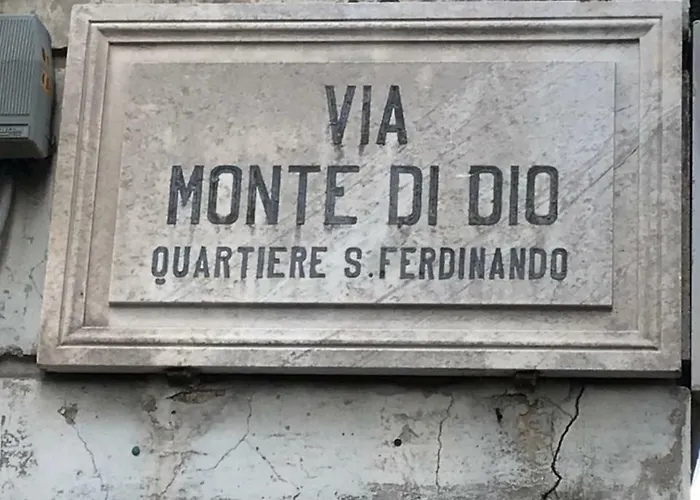 VIA
MONTE DI DIO
QUARTIERE S. FERDINANDO